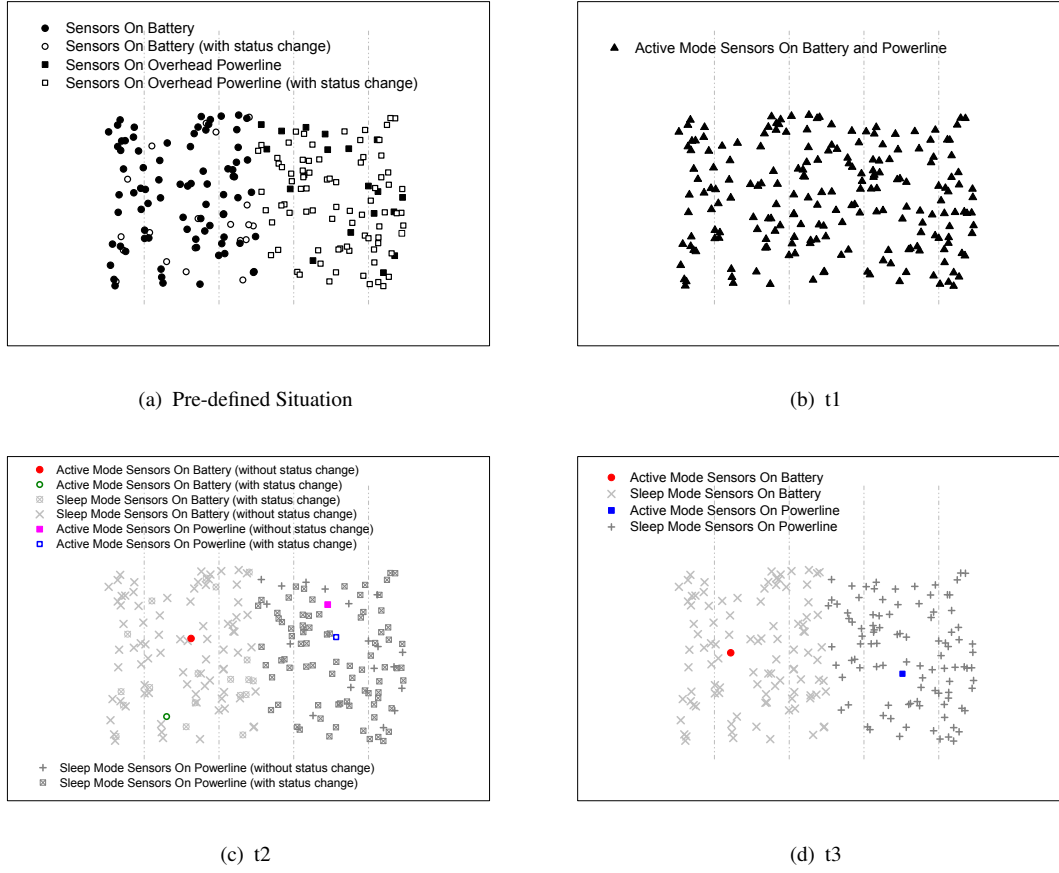 Sensors On Battery
Sensors On Battery (with status change)
Sensors On Overhead Powerline
Sensors On Overhead Powerline (with status change)
(a) Pre-defined Situation
Active Mode Sensors On Battery and Powerline
(b) t1
Active Mode Sensors On Battery (without status change)
Active Mode Sensors On Battery (with status change)
Sleep Mode Sensors On Battery (with status change)
Sleep Mode Sensors On Battery (without status change)
Active Mode Sensors On Powerline (without status change)
Active Mode Sensors On Powerline (with status change)
Sleep Mode Sensors On Powerline (without status change)
Sleep Mode Sensors On Powerline (with status change)
(c) t2
Active Mode Sensors On Battery
Sleep Mode Sensors On Battery
Active Mode Sensors On Powerline
Sleep Mode Sensors On Powerline
(d) t3